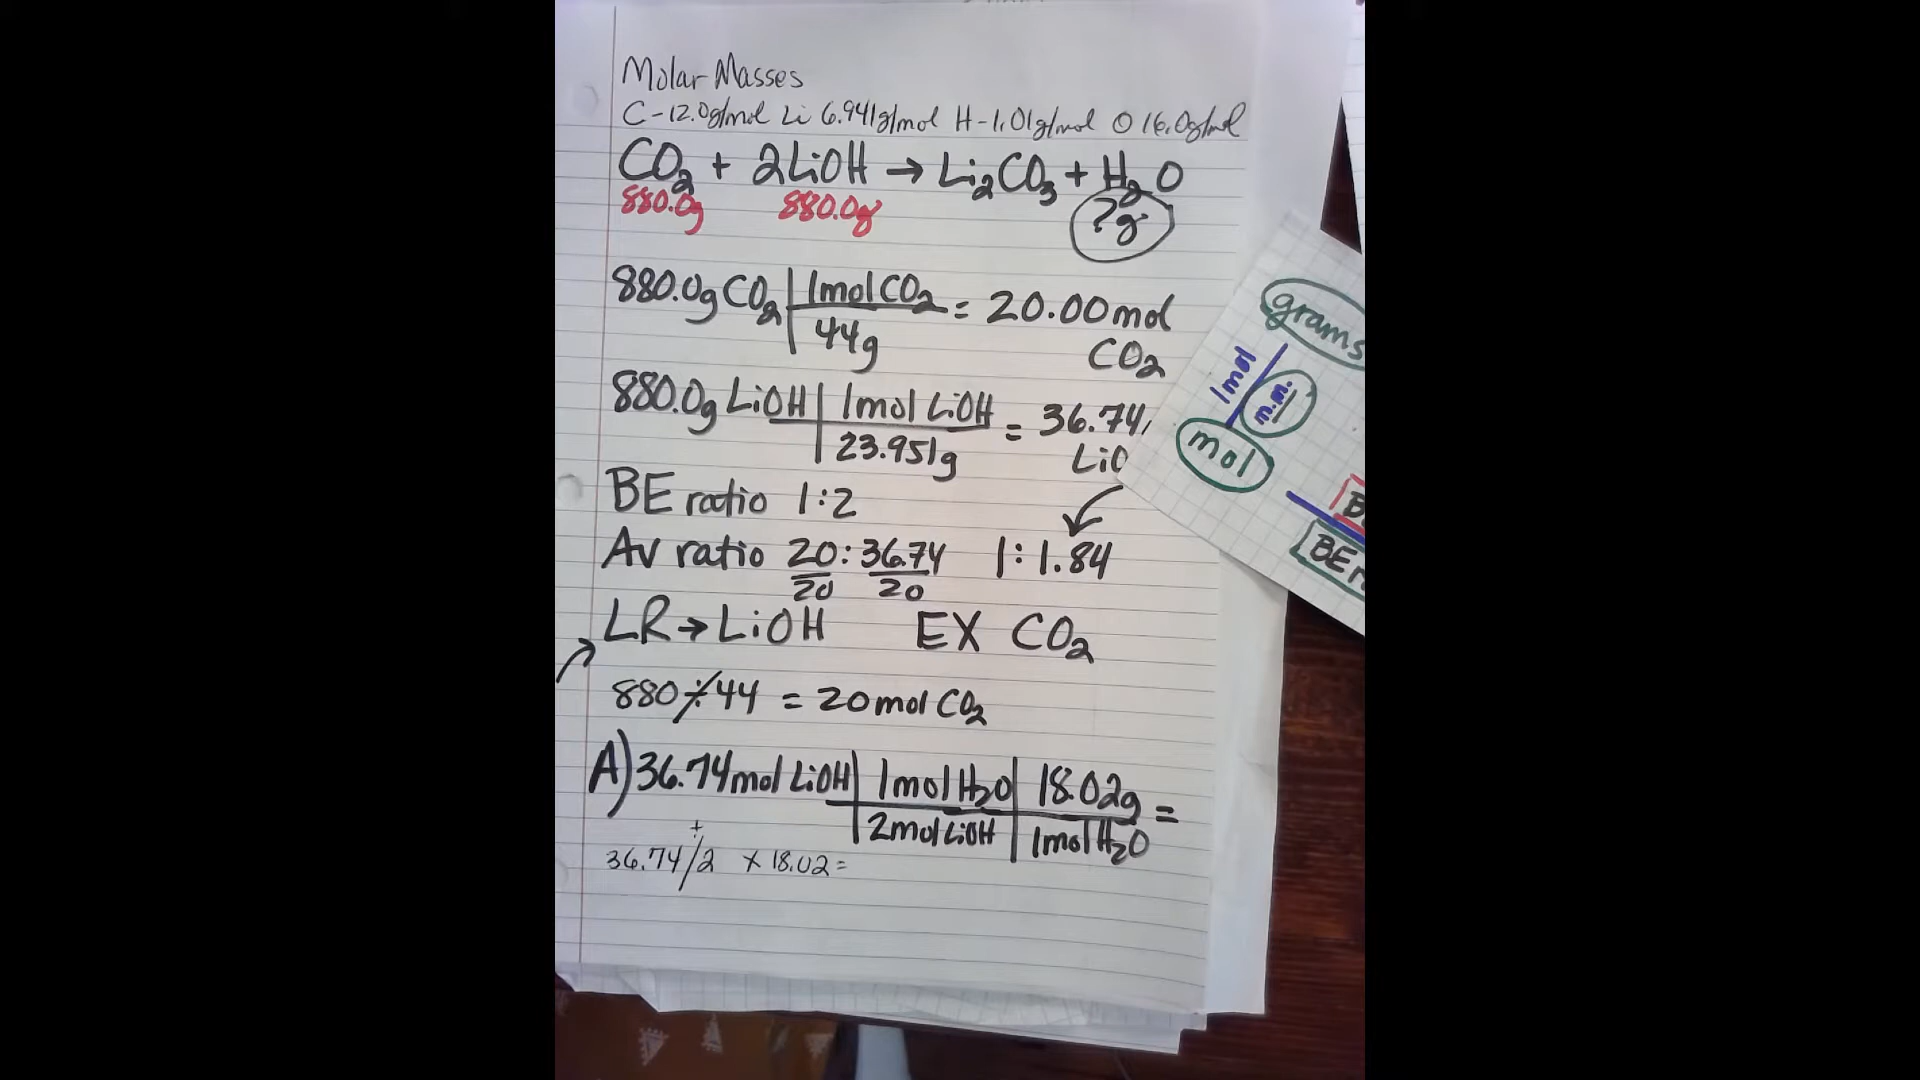 Molar Masses
C-12.0g/mol Li 6.941g/mol H-1.01g/mol O 16.0g/mol
CO₂ + 2LiOH → Li₂CO₃ + H₂O
880.0g 880.0g ?g
880.0g CO₂ | 1mol CO₂ = 20.00 mol
44g CO₂
880.0g LiOH | 1mol LiOH = 36.74
23.951g
BE ratio 1:2
Av ratio 20:36.74 1:1.84
20 20
LR → LiOH EX CO₂
880 ÷ 44 = 20 mol CO₂
A) 36.74 mol LiOH | 1mol H₂O | 18.02g =
2mol LiOH | 1mol H₂O
÷
36.74/2 x 18.02 =
grams
1mol
m.m.
mol
BE